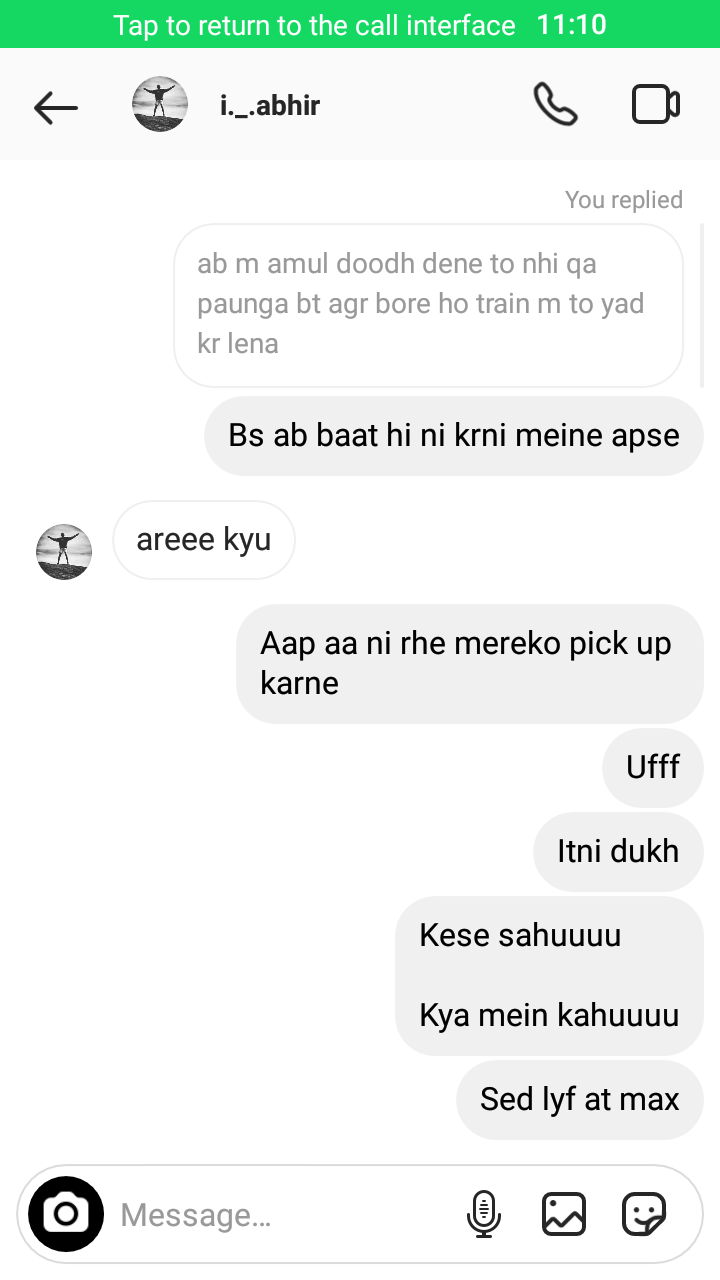 Tap to return to the call interface 11:10
i._.abhir
You replied
ab m amul doodh dene to nhi qa
paunga bt agr bore ho train m to yad
kr lena
Bs ab baat hi ni krni meine apse
areee kyu
Aap aa ni rhe mereko pick up
karne
Ufff
Itni dukh
Kese sahuuuu
Kya mein kahuuuu
Sed lyf at max
Message...